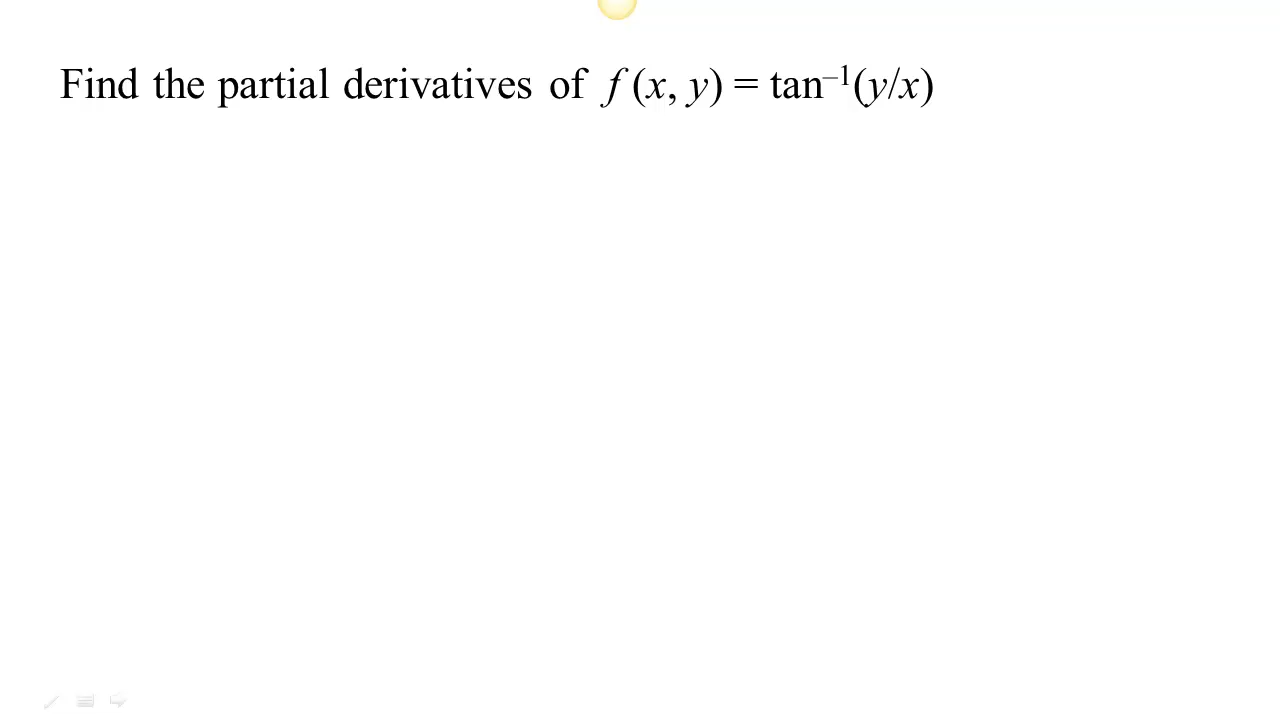 Find the partial derivatives of f (x, y) = tan⁻¹(y/x)